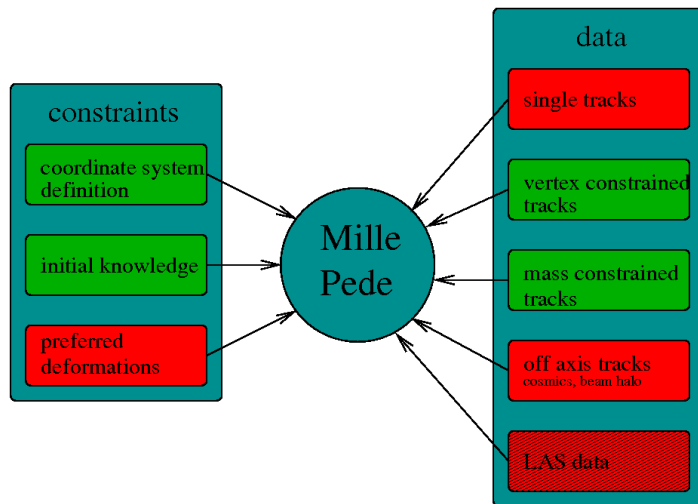 constraints
coordinate system
definition
initial knowledge
preferred
deformations
Mille
Pede
data
single tracks
vertex constrained
tracks
mass constrained
tracks
off axis tracks
cosmics, beam halo
LAS data